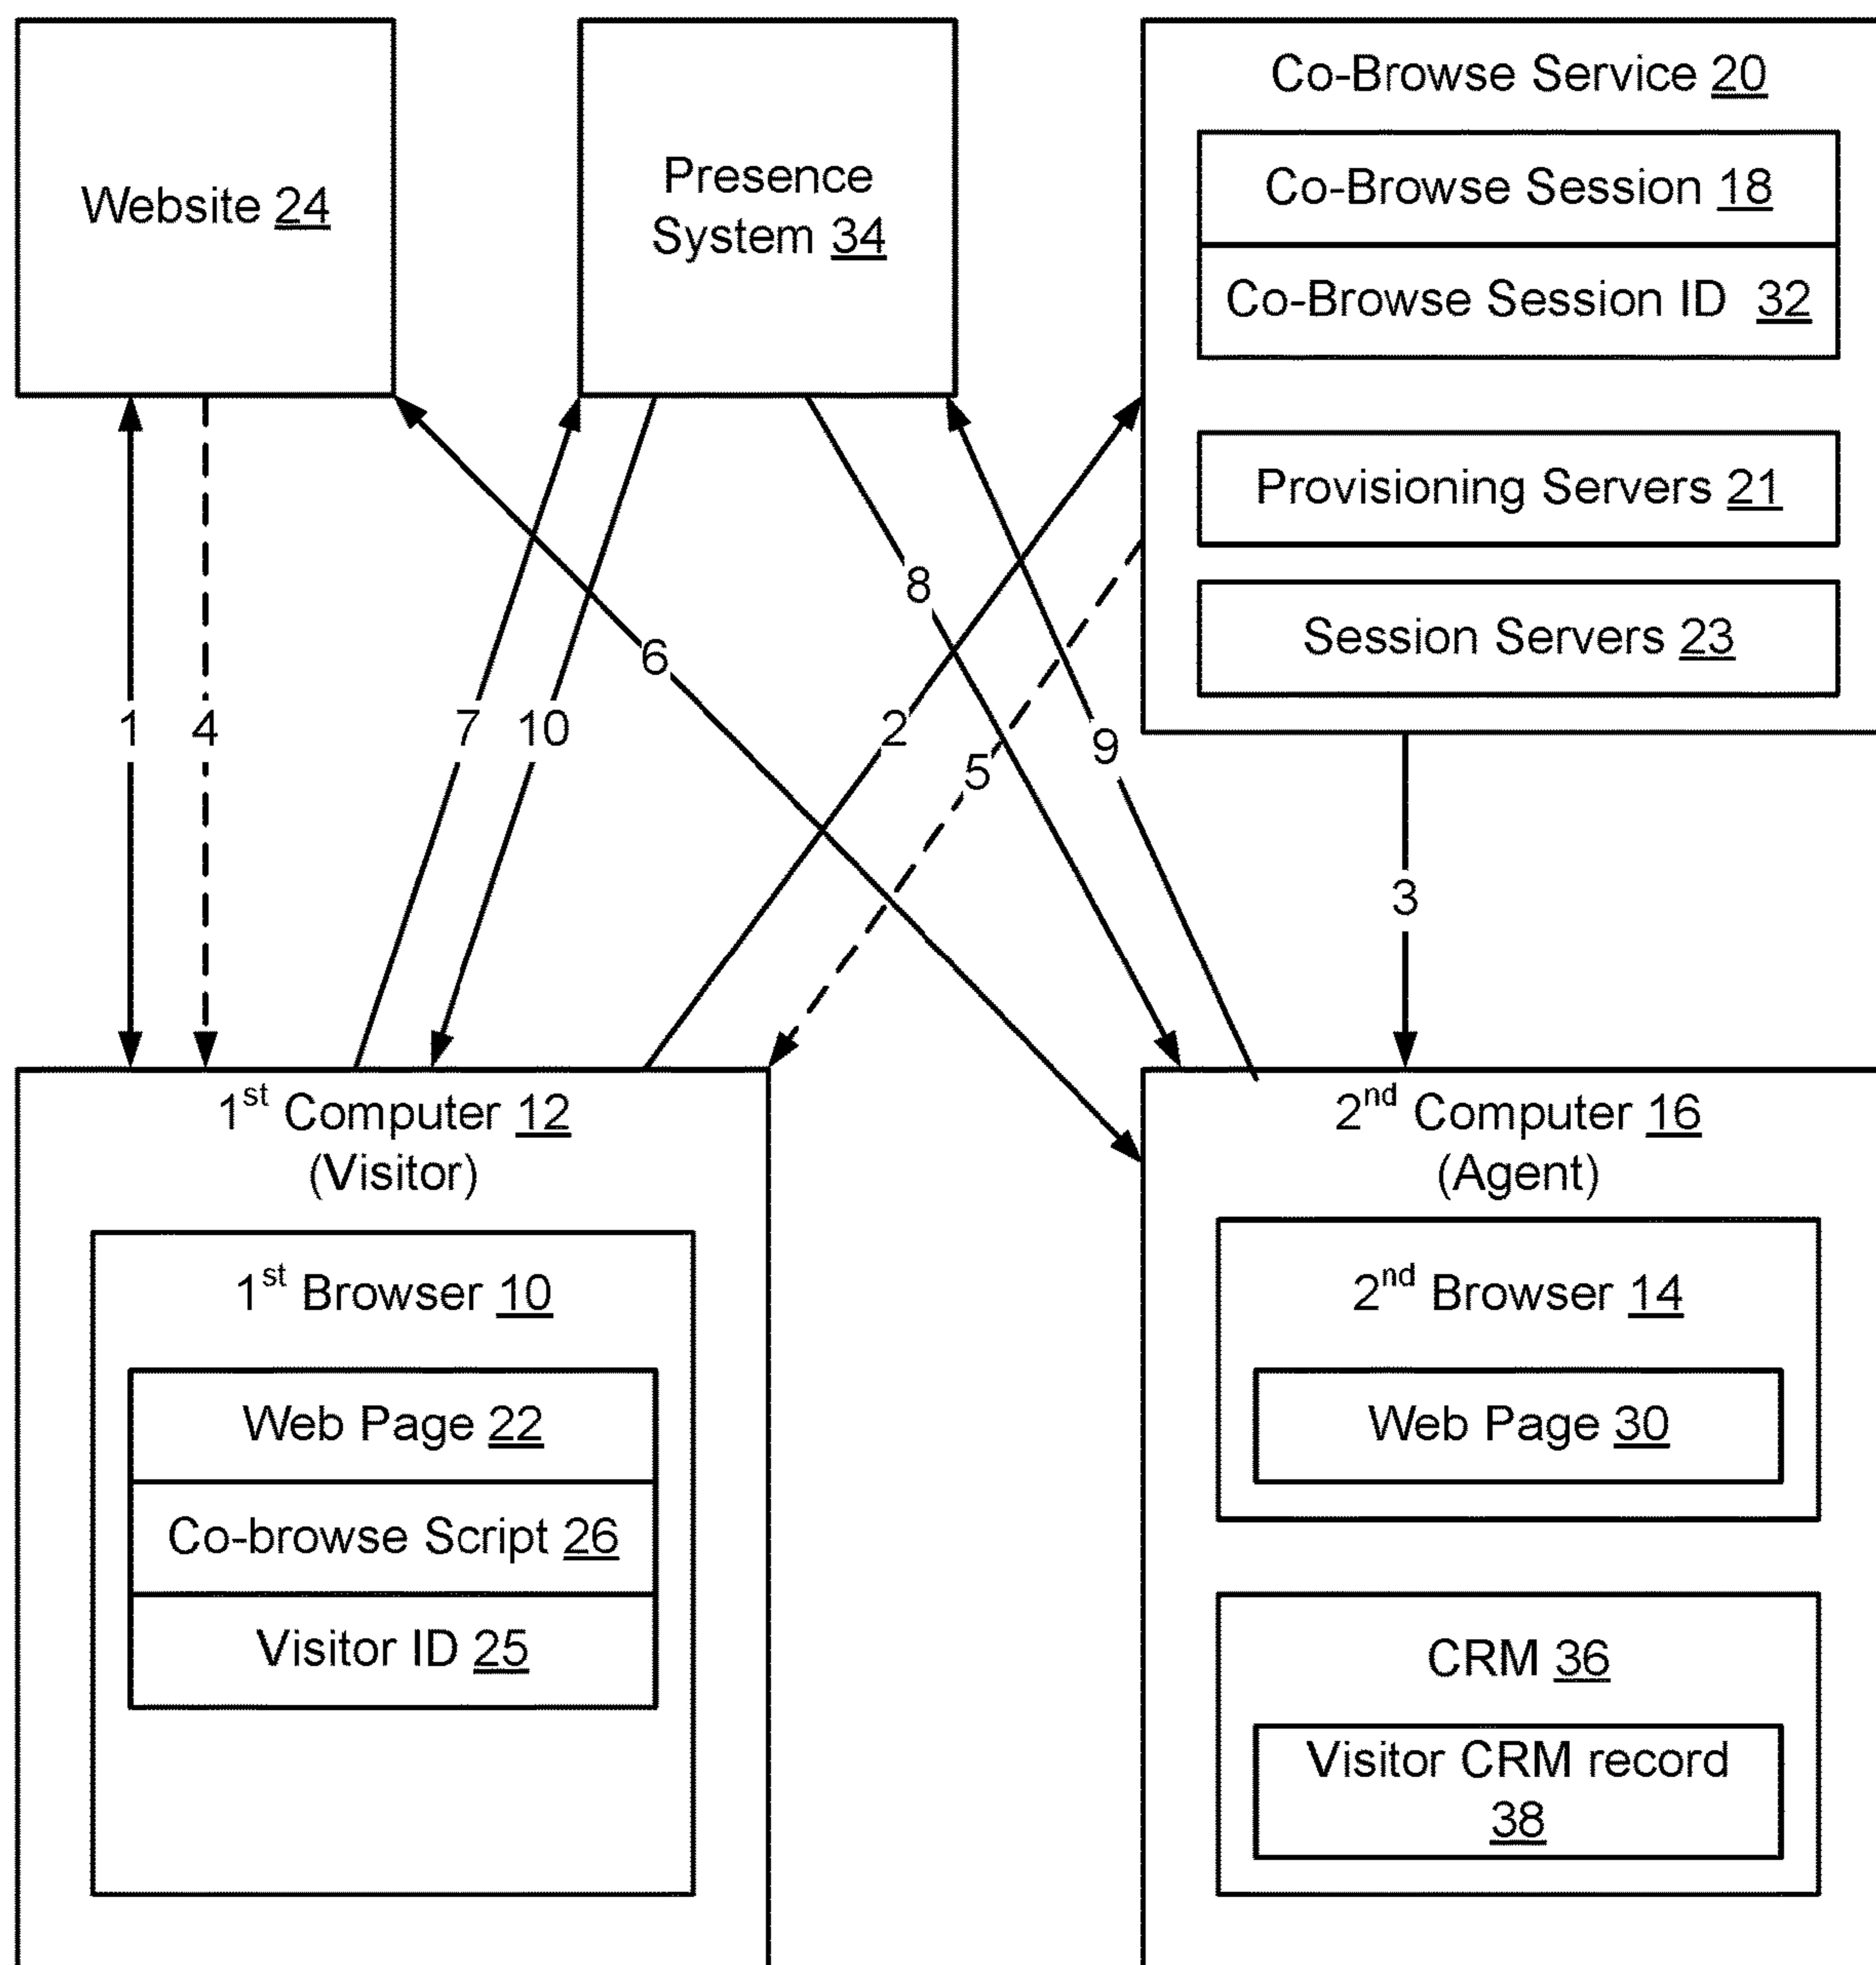 Website 24
Presence
System 34
Co-Browse Service 20
Co-Browse Session 18
Co-Browse Session ID 32
Provisioning Servers 21
Session Servers 23
1
4
7
10
6
8
2
5
9
3
1st Computer 12
(Visitor)
1st Browser 10
Web Page 22
Co-browse Script 26
Visitor ID 25
2nd Computer 16
(Agent)
2nd Browser 14
Web Page 30
CRM 36
Visitor CRM record
38